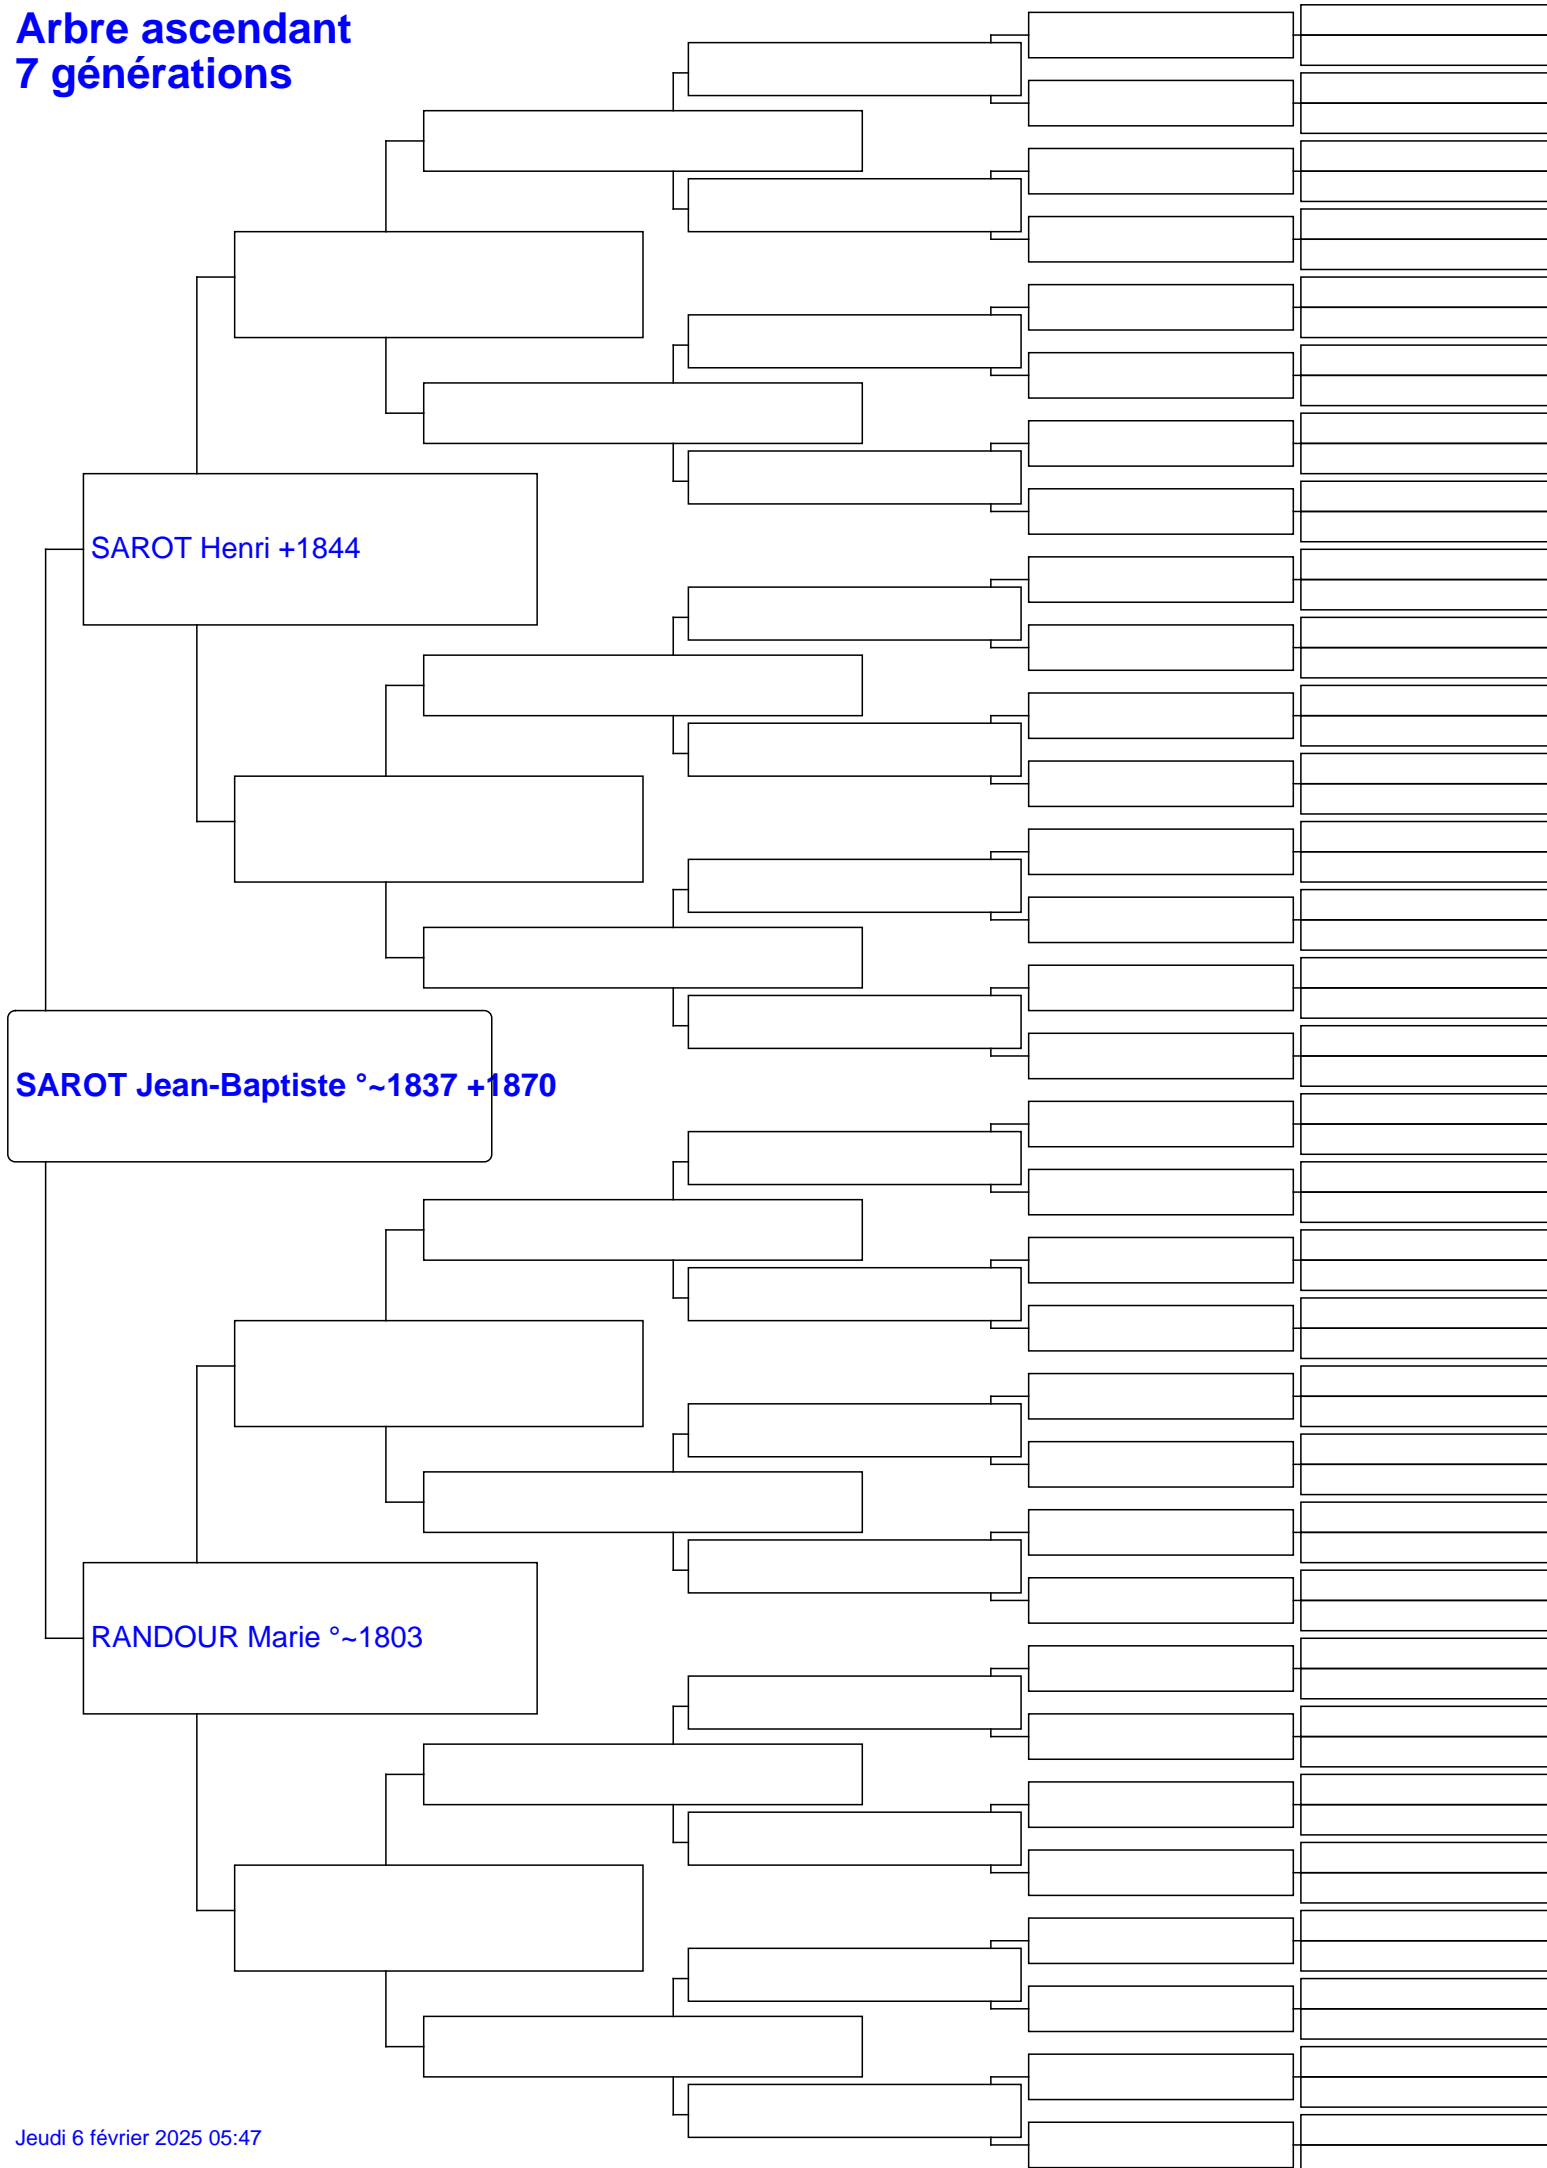 Arbre ascendant
7 générations
SAROT Henri +1844
SAROT Jean-Baptiste °~1837 +1870
RANDOUR Marie °~1803
Jeudi 6 février 2025 05:47